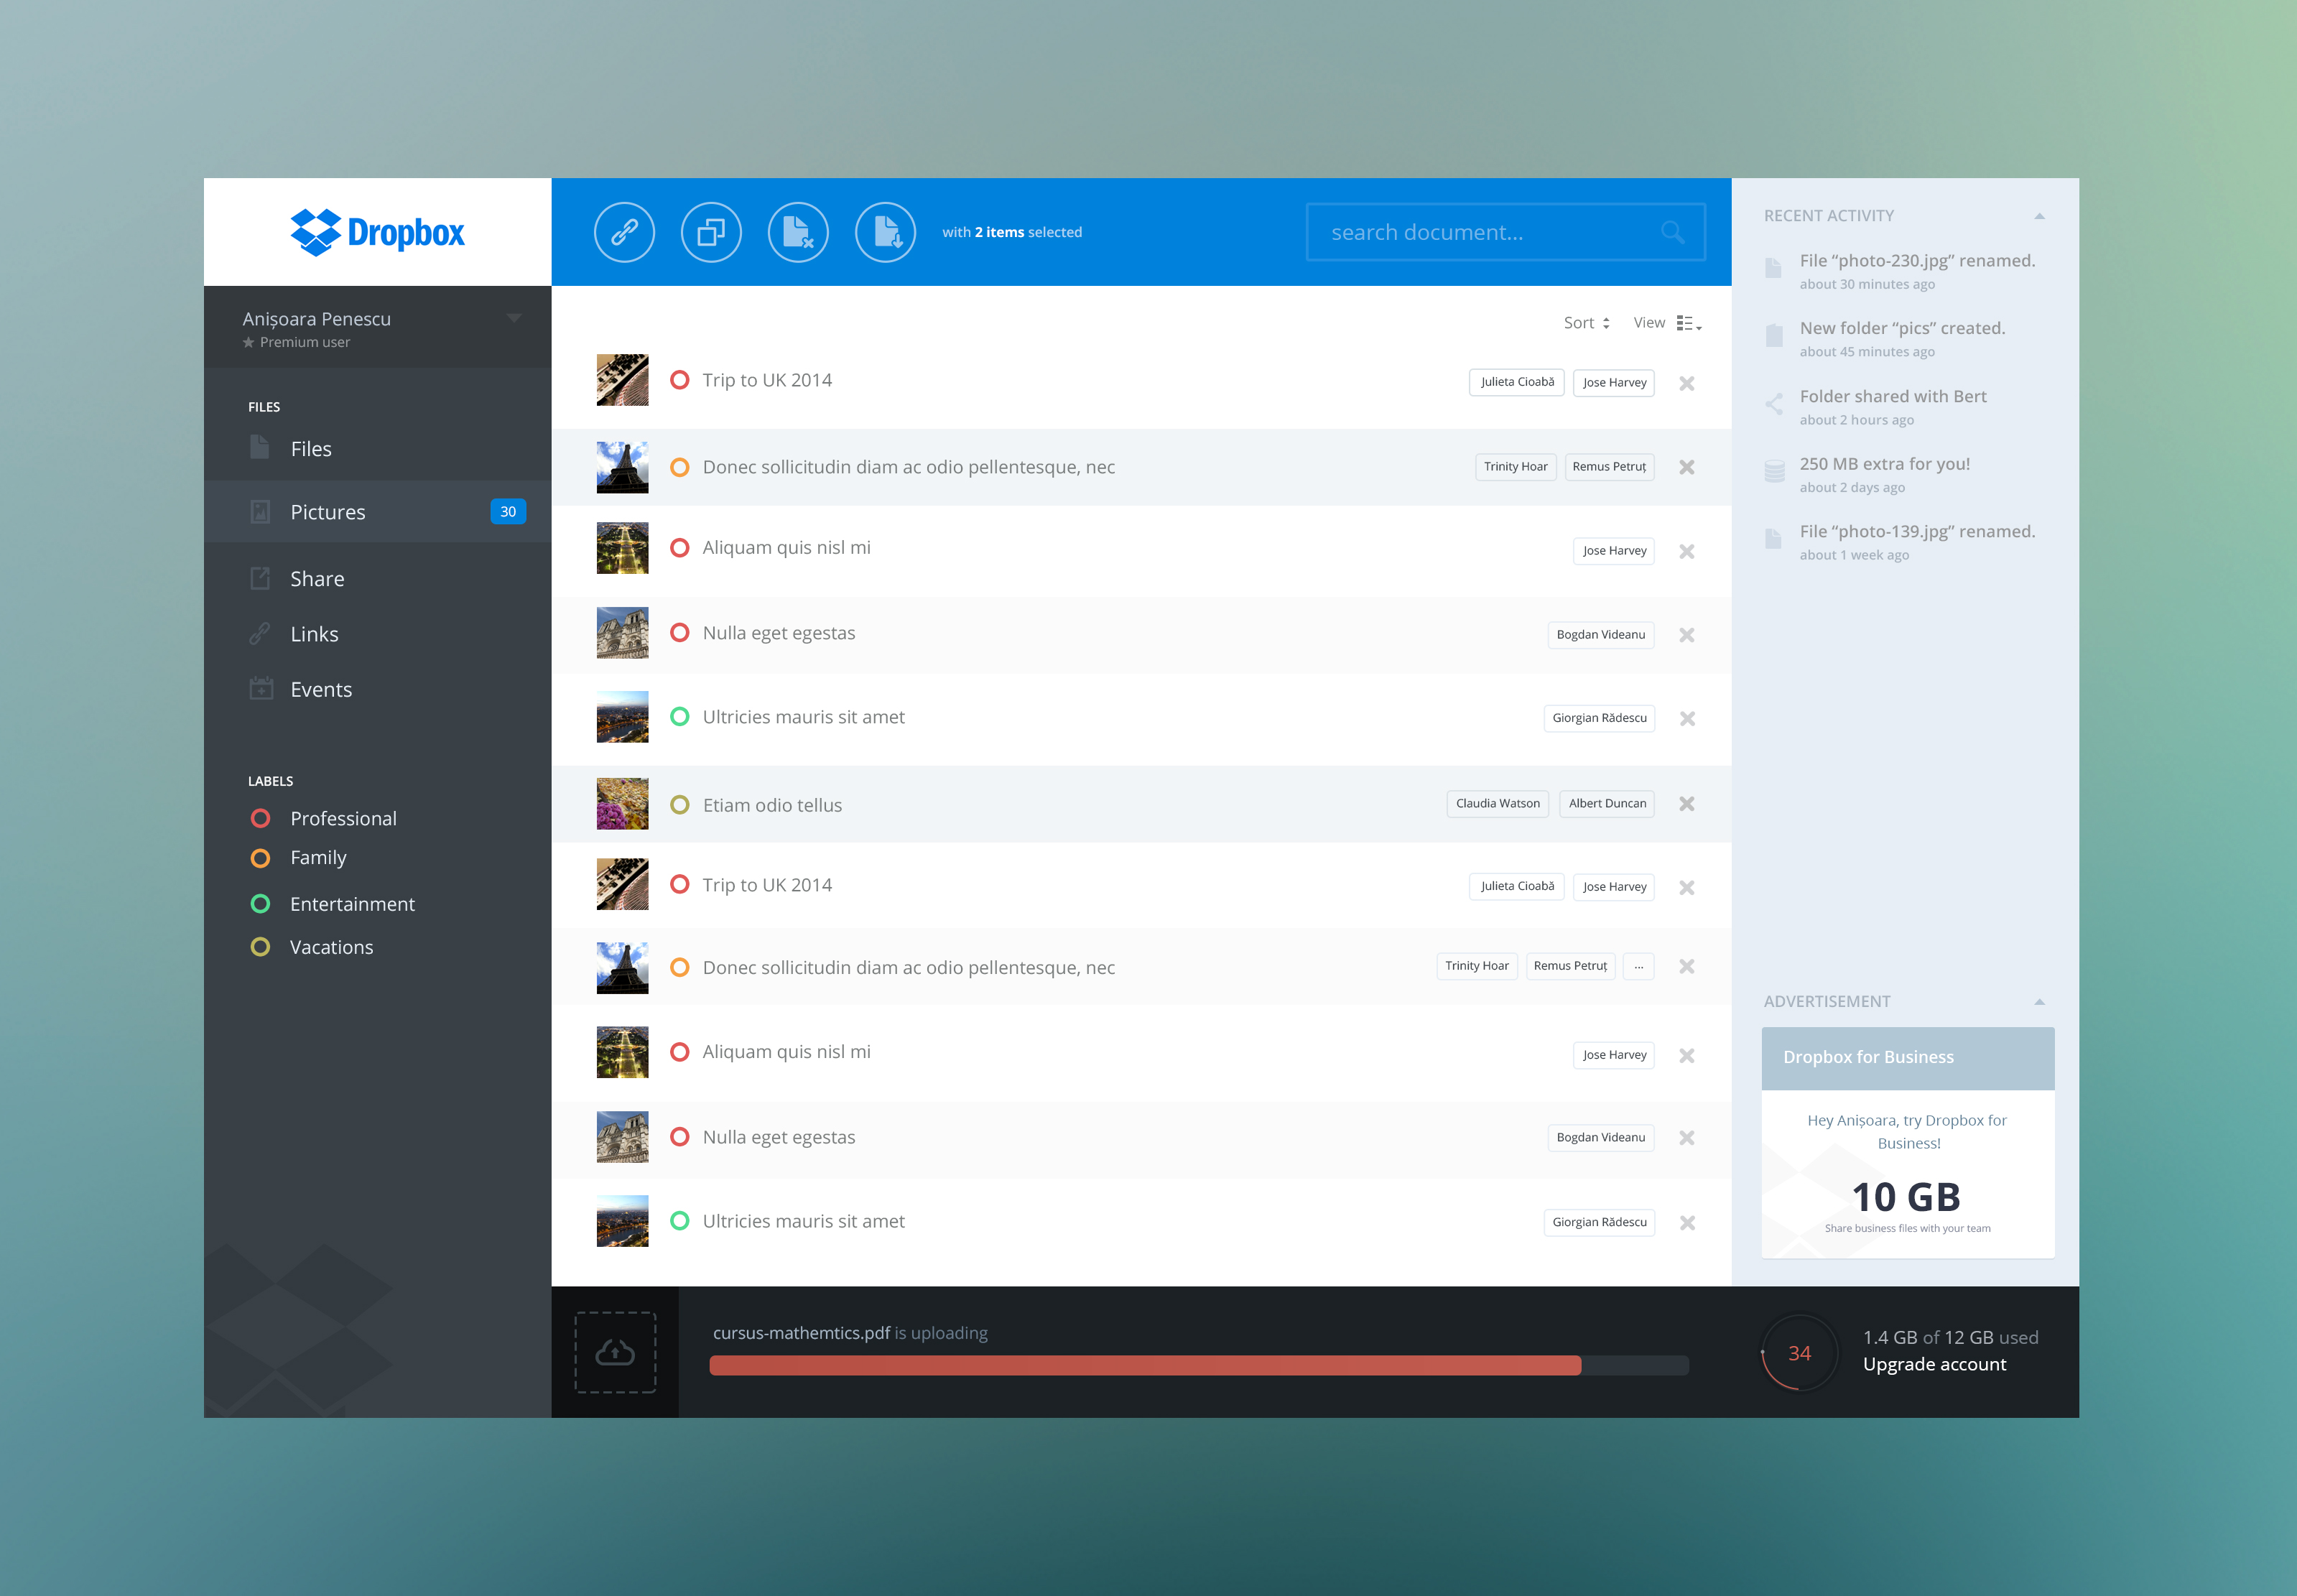 Dropbox
Anișoara Penescu
Premium user
FILES
Files
Pictures
30
Share
Links
Events
LABELS
Professional
Family
Entertainment
Vacations
with 2 items selected
search document...
Sort
View
Trip to UK 2014
Julieta Cioabă
Jose Harvey
Donec sollicitudin diam ac odio pellentesque, nec
Trinity Hoar
Remus Petruț
Aliquam quis nisl mi
Jose Harvey
Nulla eget egestas
Bogdan Videanu
Ultricies mauris sit amet
Giorgian Rădescu
Etiam odio tellus
Claudia Watson
Albert Duncan
Trip to UK 2014
Julieta Cioabă
Jose Harvey
Donec sollicitudin diam ac odio pellentesque, nec
Trinity Hoar
Remus Petruț
...
Aliquam quis nisl mi
Jose Harvey
Nulla eget egestas
Bogdan Videanu
Ultricies mauris sit amet
Giorgian Rădescu
RECENT ACTIVITY
File “photo-230.jpg” renamed.
about 30 minutes ago
New folder “pics” created.
about 45 minutes ago
Folder shared with Bert
about 2 hours ago
250 MB extra for you!
about 2 days ago
File “photo-139.jpg” renamed.
about 1 week ago
ADVERTISEMENT
Dropbox for Business
Hey Anișoara, try Dropbox for
Business!
10 GB
Share business files with your team
cursus-mathemtics.pdf is uploading
34
1.4 GB of 12 GB used
Upgrade account